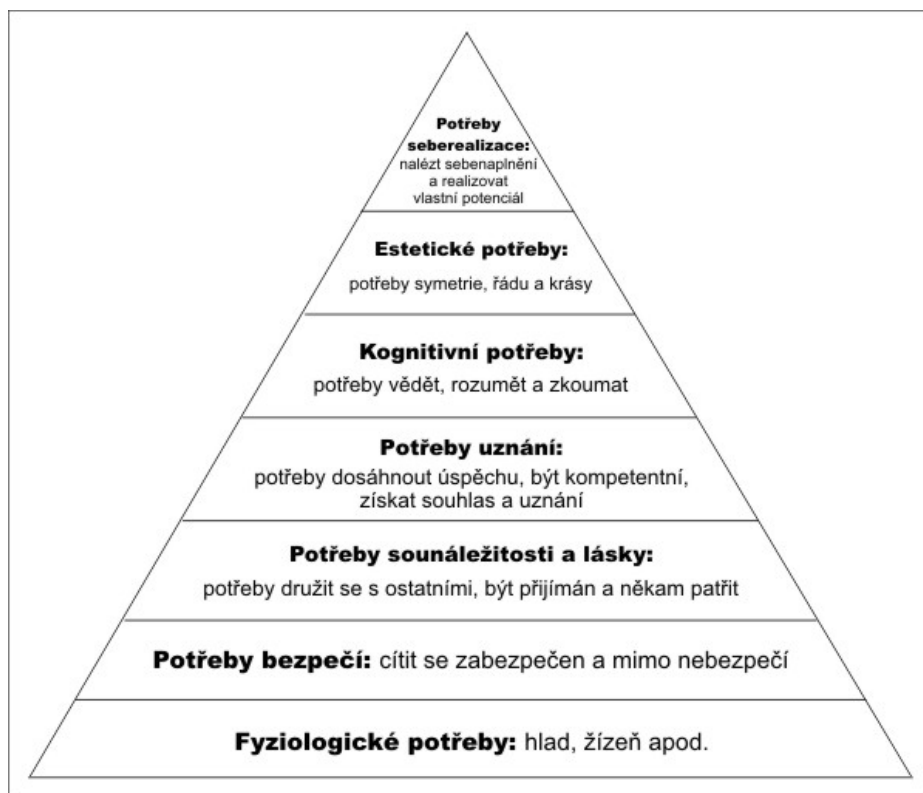 Potřeby
seberealizace:
nalézt sebenaplnění
a realizovat
vlastní potenciál
Estetické potřeby:
potřeby symetrie, řádu a krásy
Kognitivní potřeby:
potřeby vědět, rozumět a zkoumat
Potřeby uznání:
potřeby dosáhnout úspěchu, být kompetentní,
získat souhlas a uznání
Potřeby sounáležitosti a lásky:
potřeby družit se s ostatními, být přijímán a někam patřit
Potřeby bezpečí: cítit se zabezpečen a mimo nebezpečí
Fyziologické potřeby: hlad, žízeň apod.